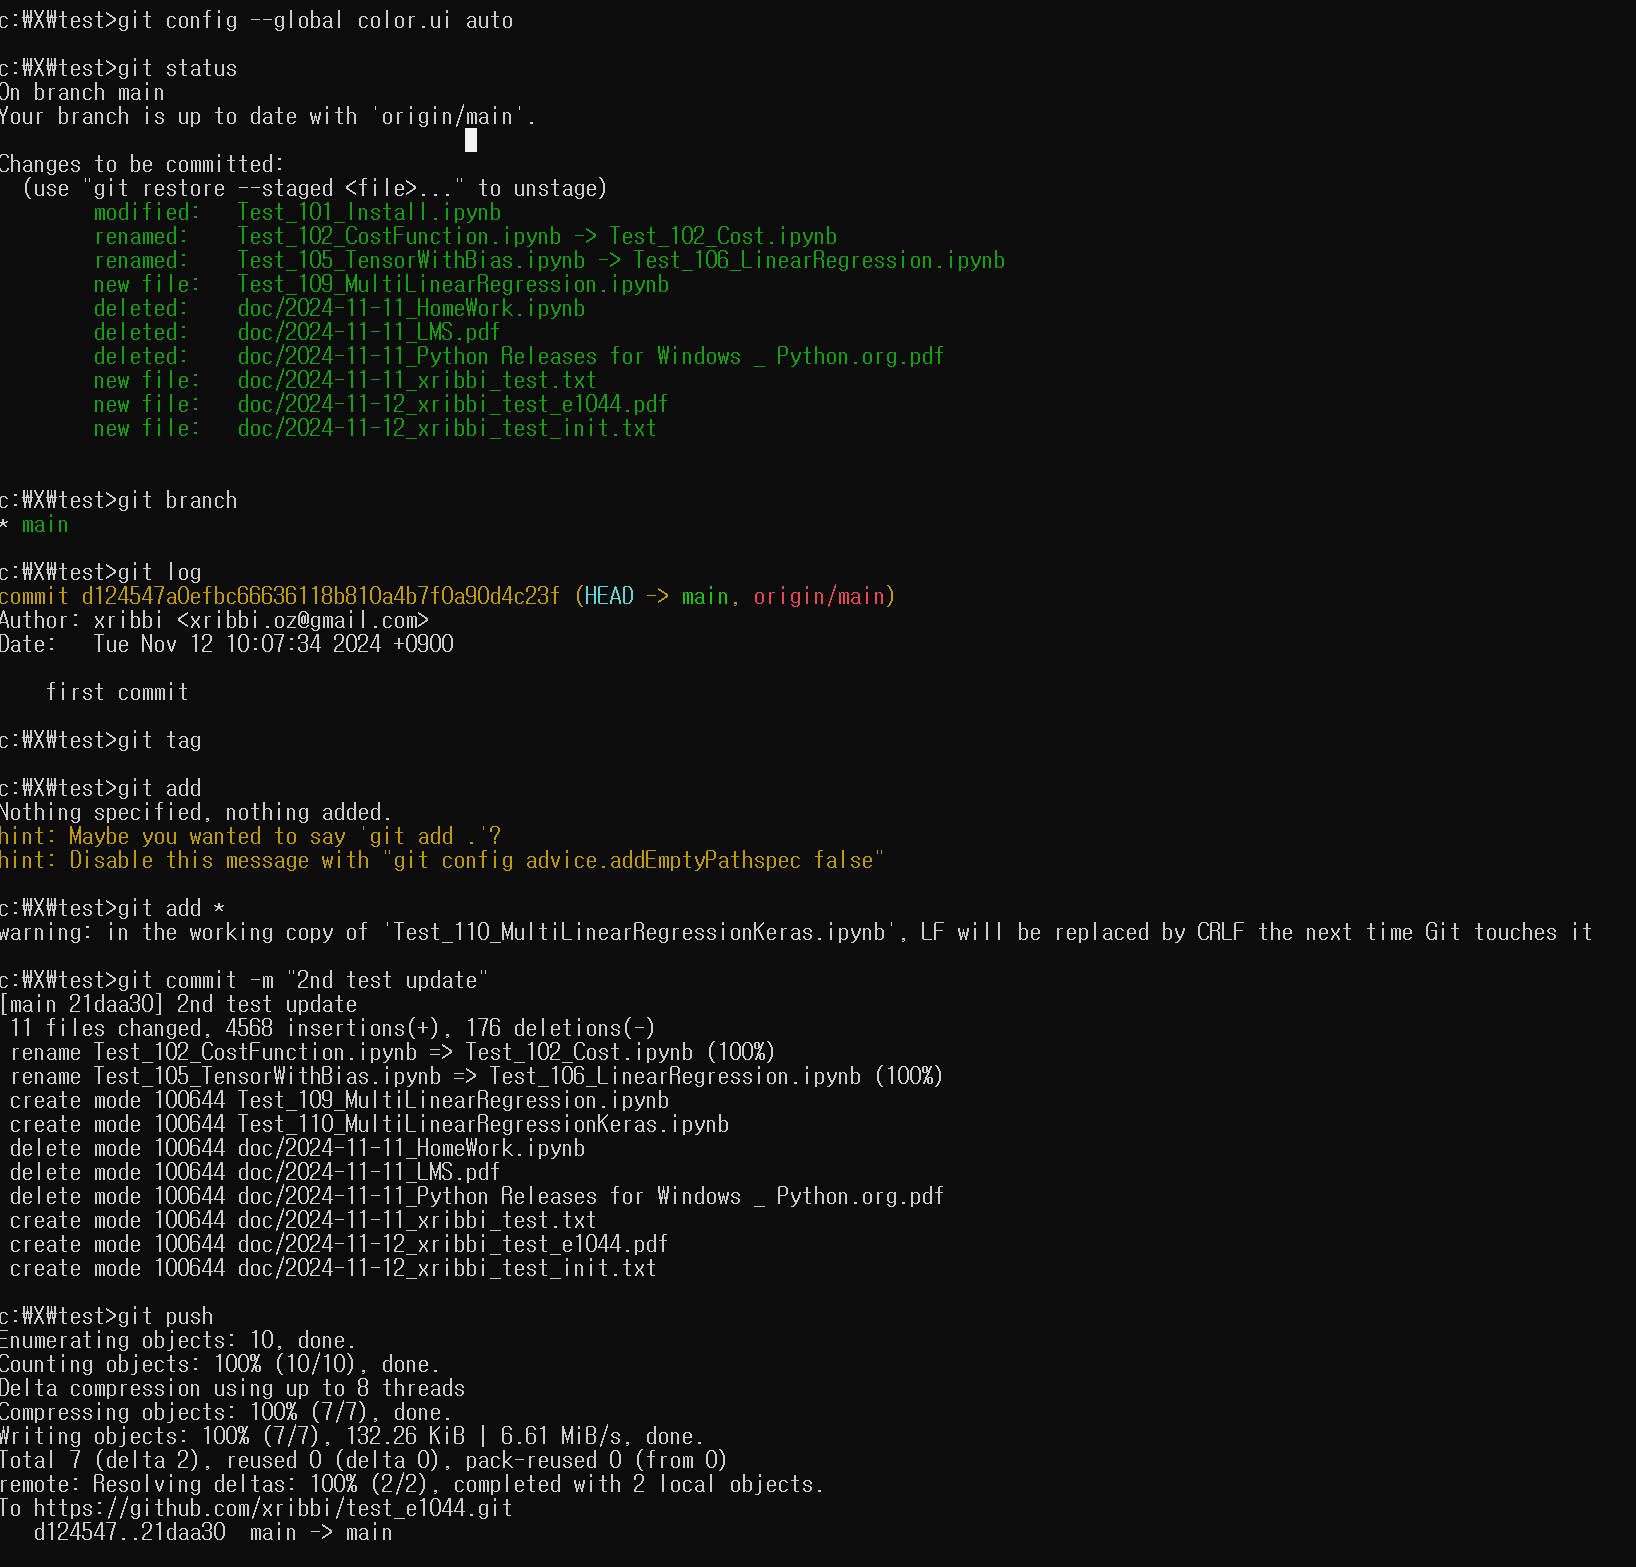 c:₩X₩test>git config --global color.ui auto
c:₩X₩test>git status
On branch main
Your branch is up to date with 'origin/main'.
Changes to be committed:
  (use "git restore --staged <file>..." to unstage)
        modified:   Test_101_Install.ipynb
        renamed:    Test_102_CostFunction.ipynb -> Test_102_Cost.ipynb
        renamed:    Test_105_TensorWithBias.ipynb -> Test_106_LinearRegression.ipynb
        new file:   Test_109_MultiLinearRegression.ipynb
        deleted:    doc/2024-11-11_HomeWork.ipynb
        deleted:    doc/2024-11-11_LMS.pdf
        deleted:    doc/2024-11-11_Python Releases for Windows _ Python.org.pdf
        new file:   doc/2024-11-11_xribbi_test.txt
        new file:   doc/2024-11-12_xribbi_test_e1044.pdf
        new file:   doc/2024-11-12_xribbi_test_init.txt
c:₩X₩test>git branch
* main
c:₩X₩test>git log
commit d124547a0efbc66636118b810a4b7f0a90d4c23f (HEAD -> main, origin/main)
Author: xribbi <xribbi.oz@gmail.com>
Date:   Tue Nov 12 10:07:34 2024 +0900
    first commit
c:₩X₩test>git tag
c:₩X₩test>git add
Nothing specified, nothing added.
hint: Maybe you wanted to say 'git add .'?
hint: Disable this message with "git config advice.addEmptyPathspec false"
c:₩X₩test>git add *
warning: in the working copy of 'Test_110_MultiLinearRegressionKeras.ipynb', LF will be replaced by CRLF the next time Git touches it
c:₩X₩test>git commit -m "2nd test update"
[main 21daa30] 2nd test update
 11 files changed, 4568 insertions(+), 176 deletions(-)
 rename Test_102_CostFunction.ipynb => Test_102_Cost.ipynb (100%)
 rename Test_105_TensorWithBias.ipynb => Test_106_LinearRegression.ipynb (100%)
 create mode 100644 Test_109_MultiLinearRegression.ipynb
 create mode 100644 Test_110_MultiLinearRegressionKeras.ipynb
 delete mode 100644 doc/2024-11-11_HomeWork.ipynb
 delete mode 100644 doc/2024-11-11_LMS.pdf
 delete mode 100644 doc/2024-11-11_Python Releases for Windows _ Python.org.pdf
 create mode 100644 doc/2024-11-11_xribbi_test.txt
 create mode 100644 doc/2024-11-12_xribbi_test_e1044.pdf
 create mode 100644 doc/2024-11-12_xribbi_test_init.txt
c:₩X₩test>git push
Enumerating objects: 10, done.
Counting objects: 100% (10/10), done.
Delta compression using up to 8 threads
Compressing objects: 100% (7/7), done.
Writing objects: 100% (7/7), 132.26 KiB | 6.61 MiB/s, done.
Total 7 (delta 2), reused 0 (delta 0), pack-reused 0 (from 0)
remote: Resolving deltas: 100% (2/2), completed with 2 local objects.
To https://github.com/xribbi/test_e1044.git
   d124547..21daa30  main -> main